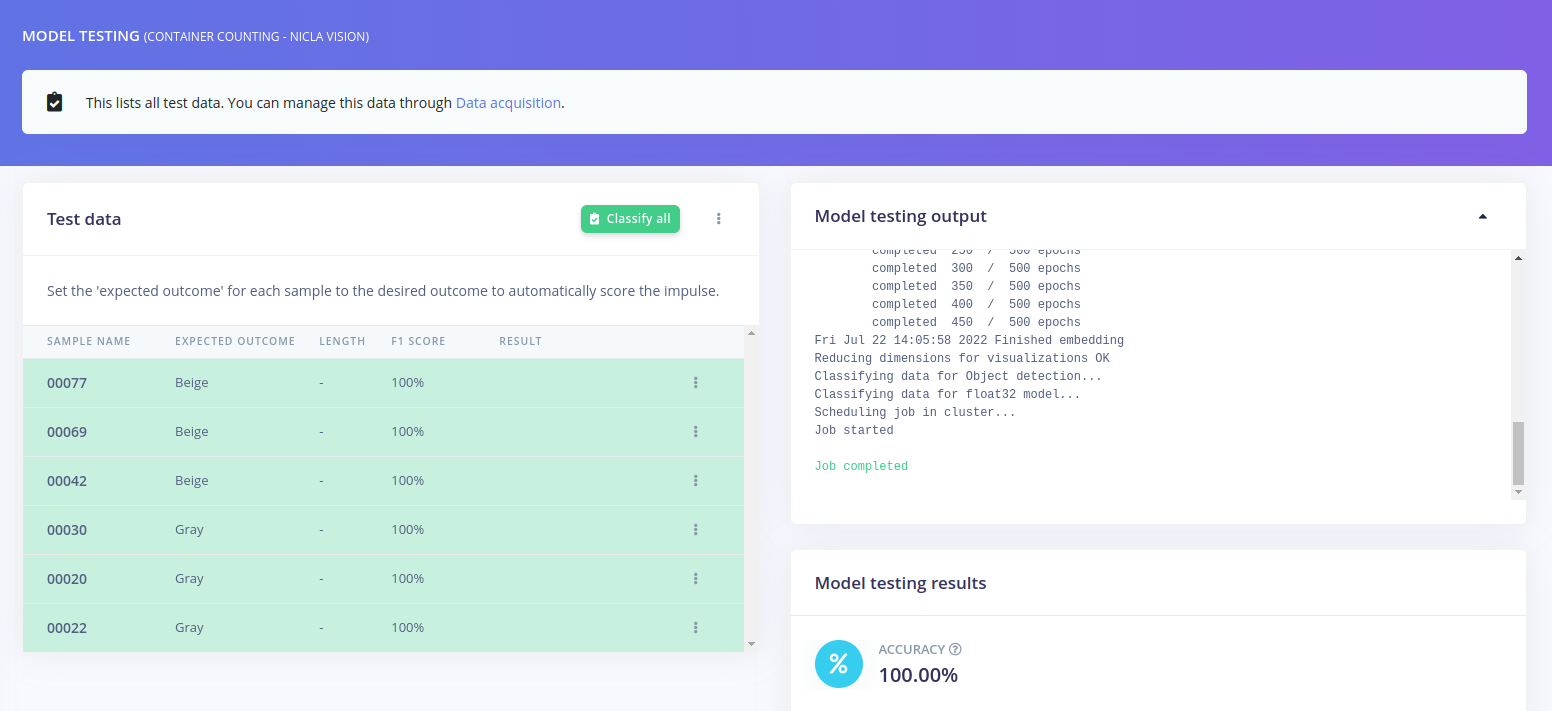 MODEL TESTING (CONTAINER COUNTING - NICLA VISION)
This lists all test data. You can manage this data through Data acquisition.
Test data
Classify all
Set the 'expected outcome' for each sample to the desired outcome to automatically score the impulse.
SAMPLE NAME EXPECTED OUTCOME LENGTH F1 SCORE RESULT
00077 Beige - 100%
00069 Beige - 100%
00042 Beige - 100%
00030 Gray - 100%
00020 Gray - 100%
00022 Gray - 100%
Model testing output
completed 250 / 500 epochs
completed 300 / 500 epochs
completed 350 / 500 epochs
completed 400 / 500 epochs
completed 450 / 500 epochs
Fri Jul 22 14:05:58 2022 Finished embedding
Reducing dimensions for visualizations OK
Classifying data for Object detection...
Classifying data for float32 model...
Scheduling job in cluster...
Job started
Job completed
Model testing results
%
ACCURACY ?
100.00%